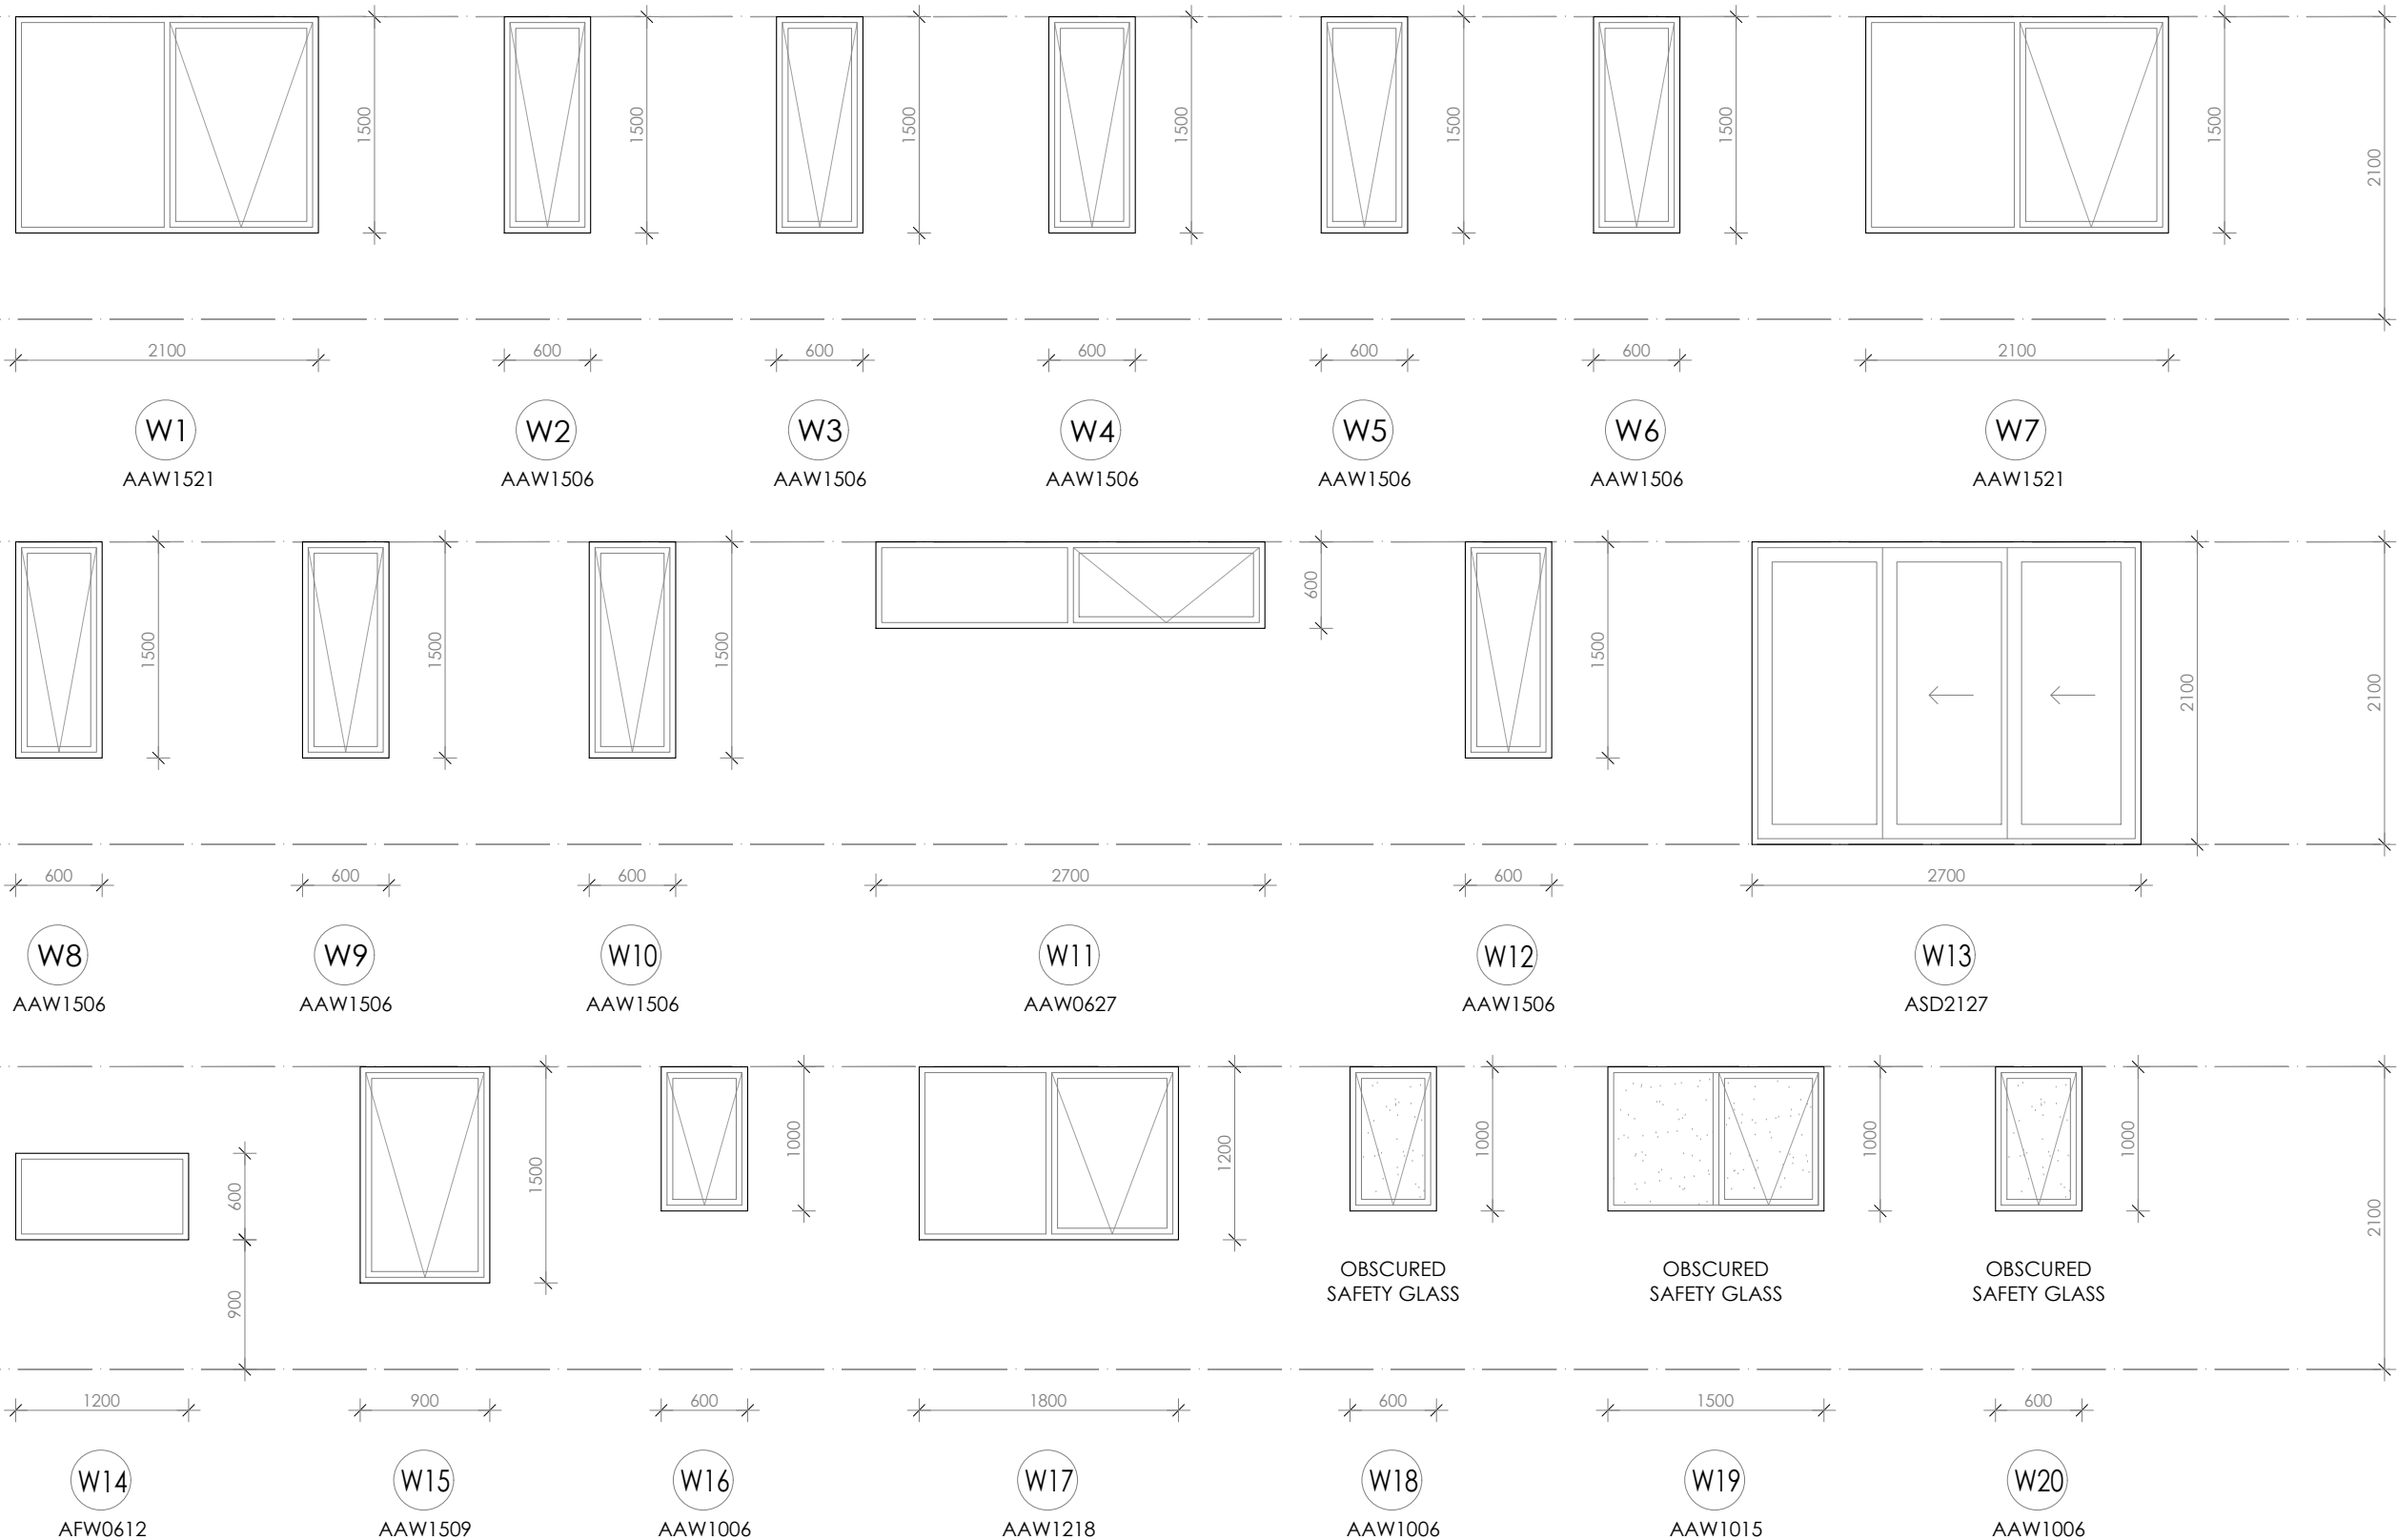 1500 1500 1500 1500 1500 1500 1500 2100
2100 600 600 600 600 600 2100
W1 W2 W3 W4 W5 W6 W7
AAW1521 AAW1506 AAW1506 AAW1506 AAW1506 AAW1506 AAW1521
1500 1500 1500 600 1500 2100 2100
600 600 600 2700 600 2700
W8 W9 W10 W11 W12 W13
AAW1506 AAW1506 AAW1506 AAW0627 AAW1506 ASD2127
600 1500 1000 1200 1000 1000 1000 2100
OBSCURED OBSCURED OBSCURED
SAFETY GLASS SAFETY GLASS SAFETY GLASS
900
1200 900 600 1800 600 1500 600
W14 W15 W16 W17 W18 W19 W20
AFW0612 AAW1509 AAW1006 AAW1218 AAW1006 AAW1015 AAW1006